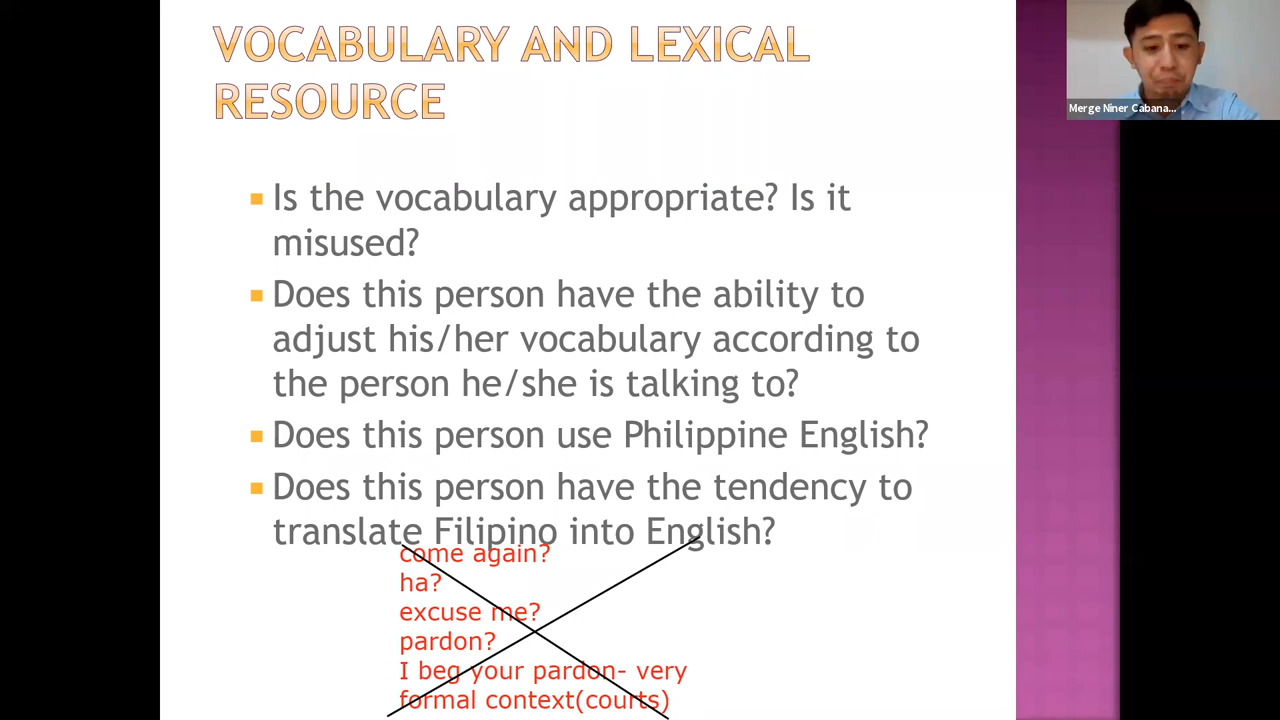 VOCABULARY AND LEXICAL
RESOURCE
Merge Niner Cabana...
Is the vocabulary appropriate? Is it
misused?
Does this person have the ability to
adjust his/her vocabulary according to
the person he/she is talking to?
Does this person use Philippine English?
Does this person have the tendency to
translate Filipino into English?
come again?
ha?
excuse me?
pardon?
I beg your pardon- very
formal context(courts)